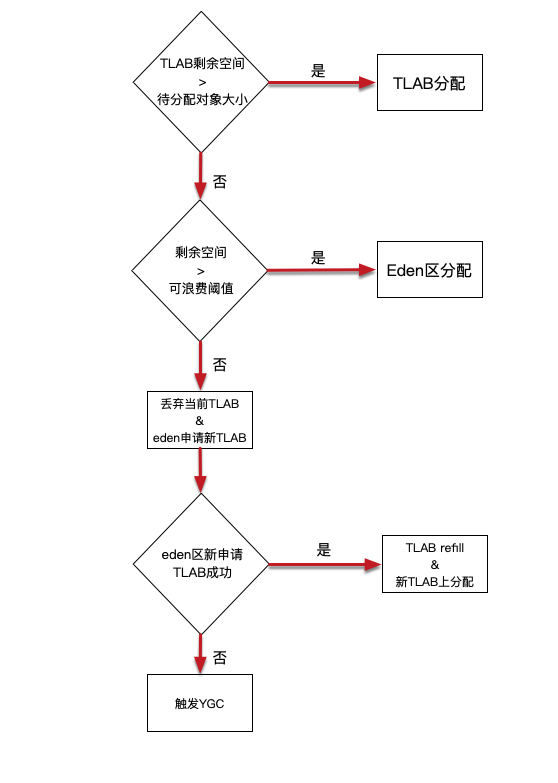 TLAB剩余空间
>
待分配对象大小
是
TLAB分配
否
剩余空间
>
可浪费阈值
是
Eden区分配
否
丢弃当前TLAB
&
eden申请新TLAB
eden区新申请
TLAB成功
是
TLAB refill
&
新TLAB上分配
否
触发YGC